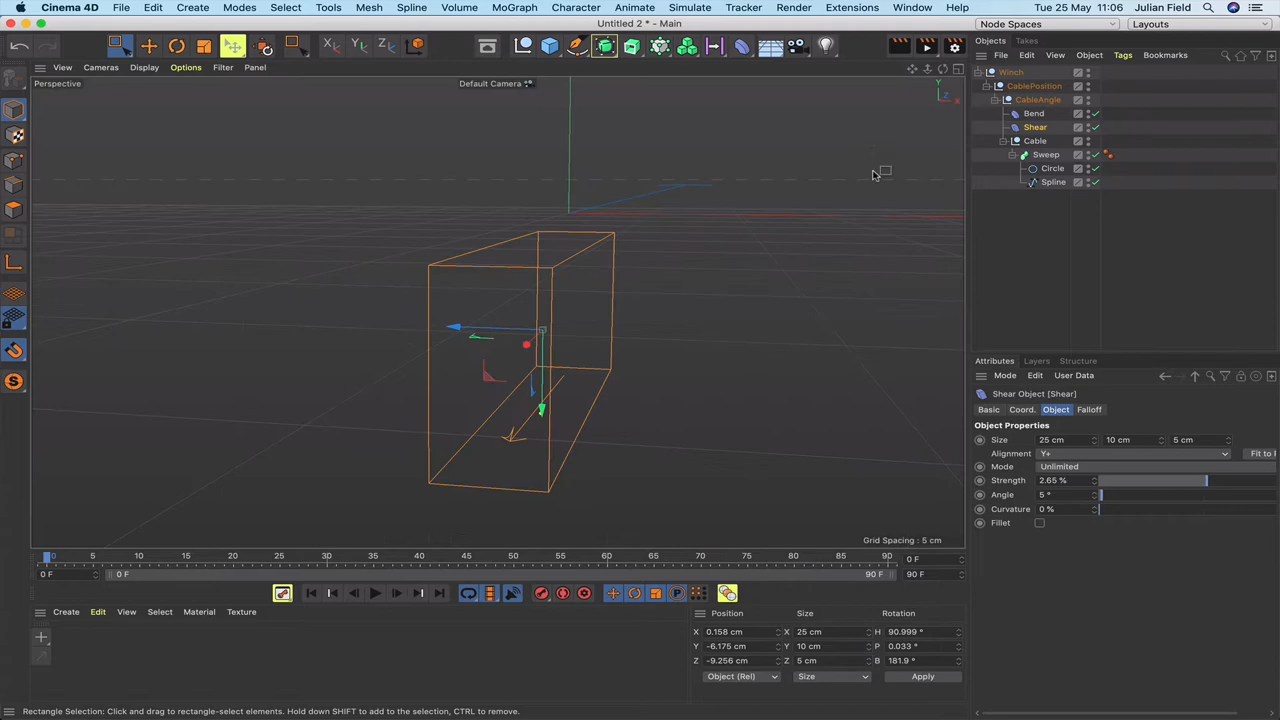 Cinema 4D File Edit Create Modes Select Tools Mesh Spline Volume MoGraph Character Animate Simulate Tracker Render Extensions Window Help Tue 25 May 11:06 Julian Field
Untitled 2 * - Main
Node Spaces Layouts
Objects Takes
File Edit View Object Tags Bookmarks
View Cameras Display Options Filter Panel
Perspective
Default Camera
Y
Z
X
Winch
CablePosition
CableAngle
Bend
Shear
Cable
Sweep
Circle
Spline
Attributes Layers Structure
Mode Edit User Data
Shear Object [Shear]
Basic Coord. Object Falloff
Object Properties
Size 25 cm 10 cm 5 cm
Alignment Y+ Fit to
Mode Unlimited
Strength 2.65 %
Angle 5 °
Curvature 0 %
Fillet
Grid Spacing : 5 cm
0 5 10 15 20 25 30 35 40 45 50 55 60 65 70 75 80 85 90 0 F
0 F 0 F 90 F 90 F
Create Edit View Select Material Texture
Position Size Rotation
X 0.158 cm X 25 cm H 90.999 °
Y -6.175 cm Y 10 cm P 0.033 °
Z -9.256 cm Z 5 cm B 181.9 °
Object (Rel) Size Apply
Rectangle Selection: Click and drag to rectangle-select elements. Hold down SHIFT to add to the selection, CTRL to remove.